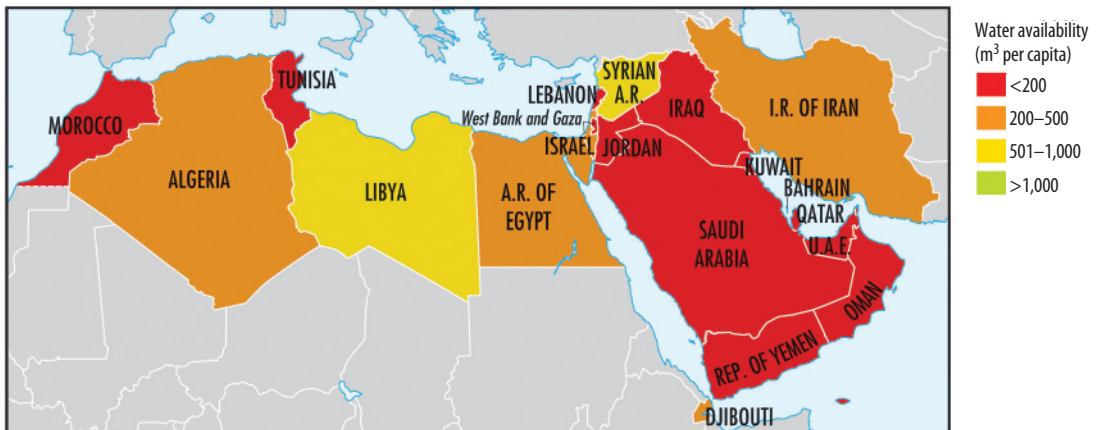 Water availability
(m³ per capita)
<200
200–500
501–1,000
>1,000
TUNISIA
MOROCCO
ALGERIA
LIBYA
A.R. OF
EGYPT
SYRIAN
A.R.
LEBANON
West Bank and Gaza
ISRAEL
JORDAN
IRAQ
I.R. OF IRAN
KUWAIT
BAHRAIN
QATAR
U.A.E.
SAUDI
ARABIA
OMAN
REP. OF YEMEN
DJIBOUTI